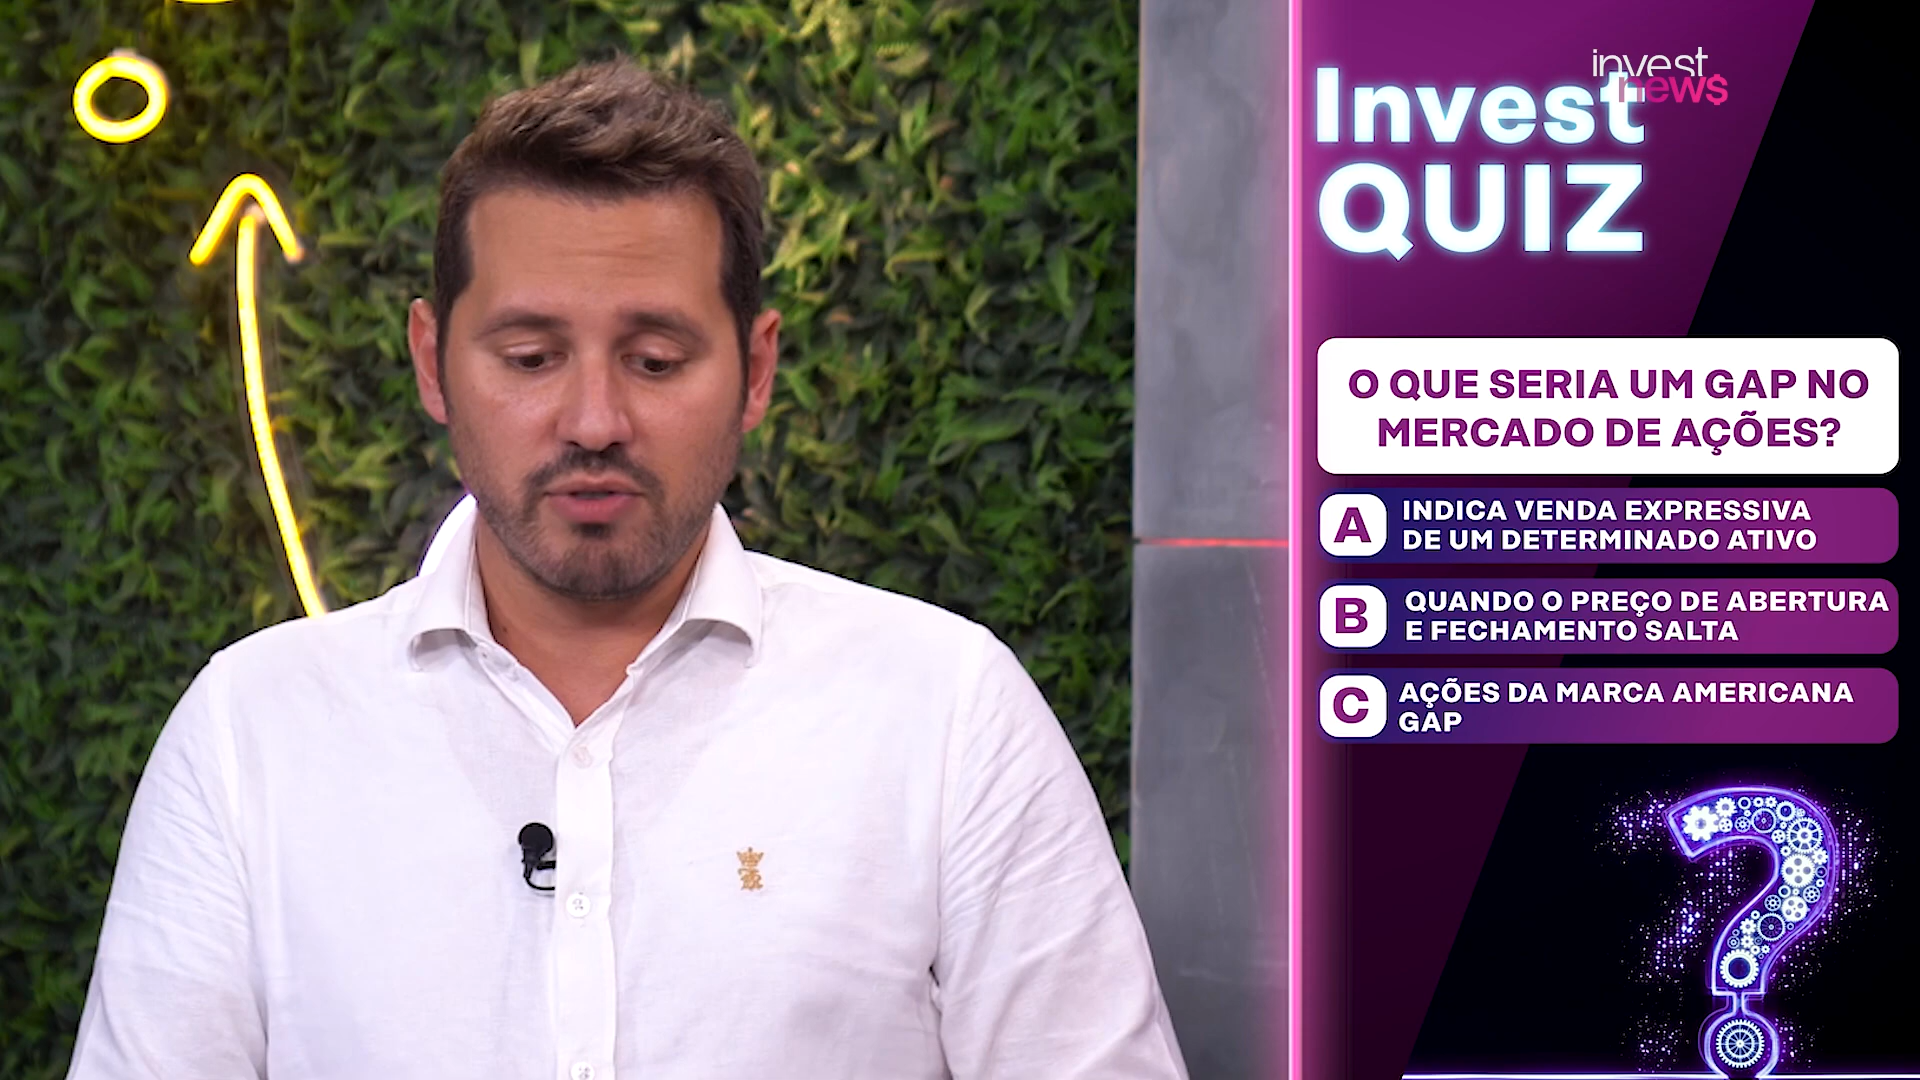 invest
new$
Invest
QUIZ
O QUE SERIA UM GAP NO
MERCADO DE AÇÕES?
A
INDICA VENDA EXPRESSIVA
DE UM DETERMINADO ATIVO
B
QUANDO O PREÇO DE ABERTURA
E FECHAMENTO SALTA
C
AÇÕES DA MARCA AMERICANA
GAP
?